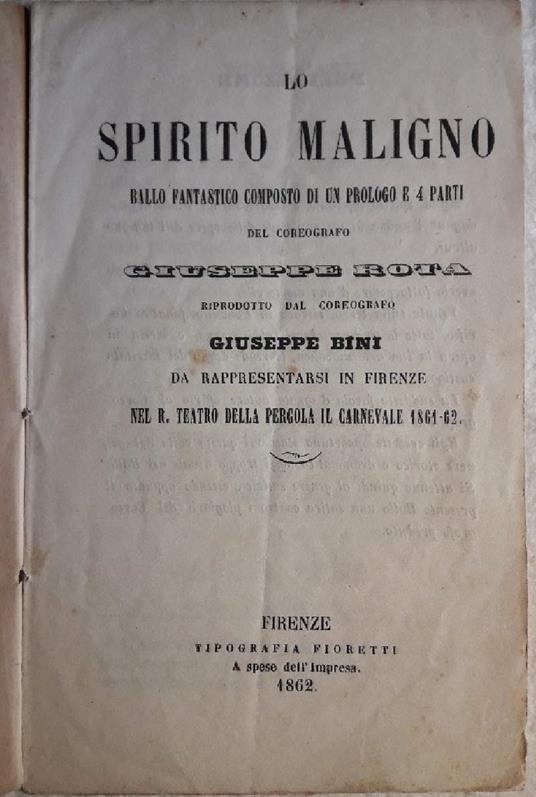 LO
SPIRITO MALIGNO
BALLO FANTASTICO COMPOSTO DI UN PROLOGO E 4 PARTI
DEL COREOGRAFO
GIUSEPPE ROTA
RIPRODOTTO DAL COREOGRAFO
GIUSEPPE BINI
DA RAPPRESENTARSI IN FIRENZE
NEL R. TEATRO DELLA PERGOLA IL CARNEVALE 1861-62.
FIRENZE
TIPOGRAFIA FIORETTI
A spese dell'Impresa.
1862.